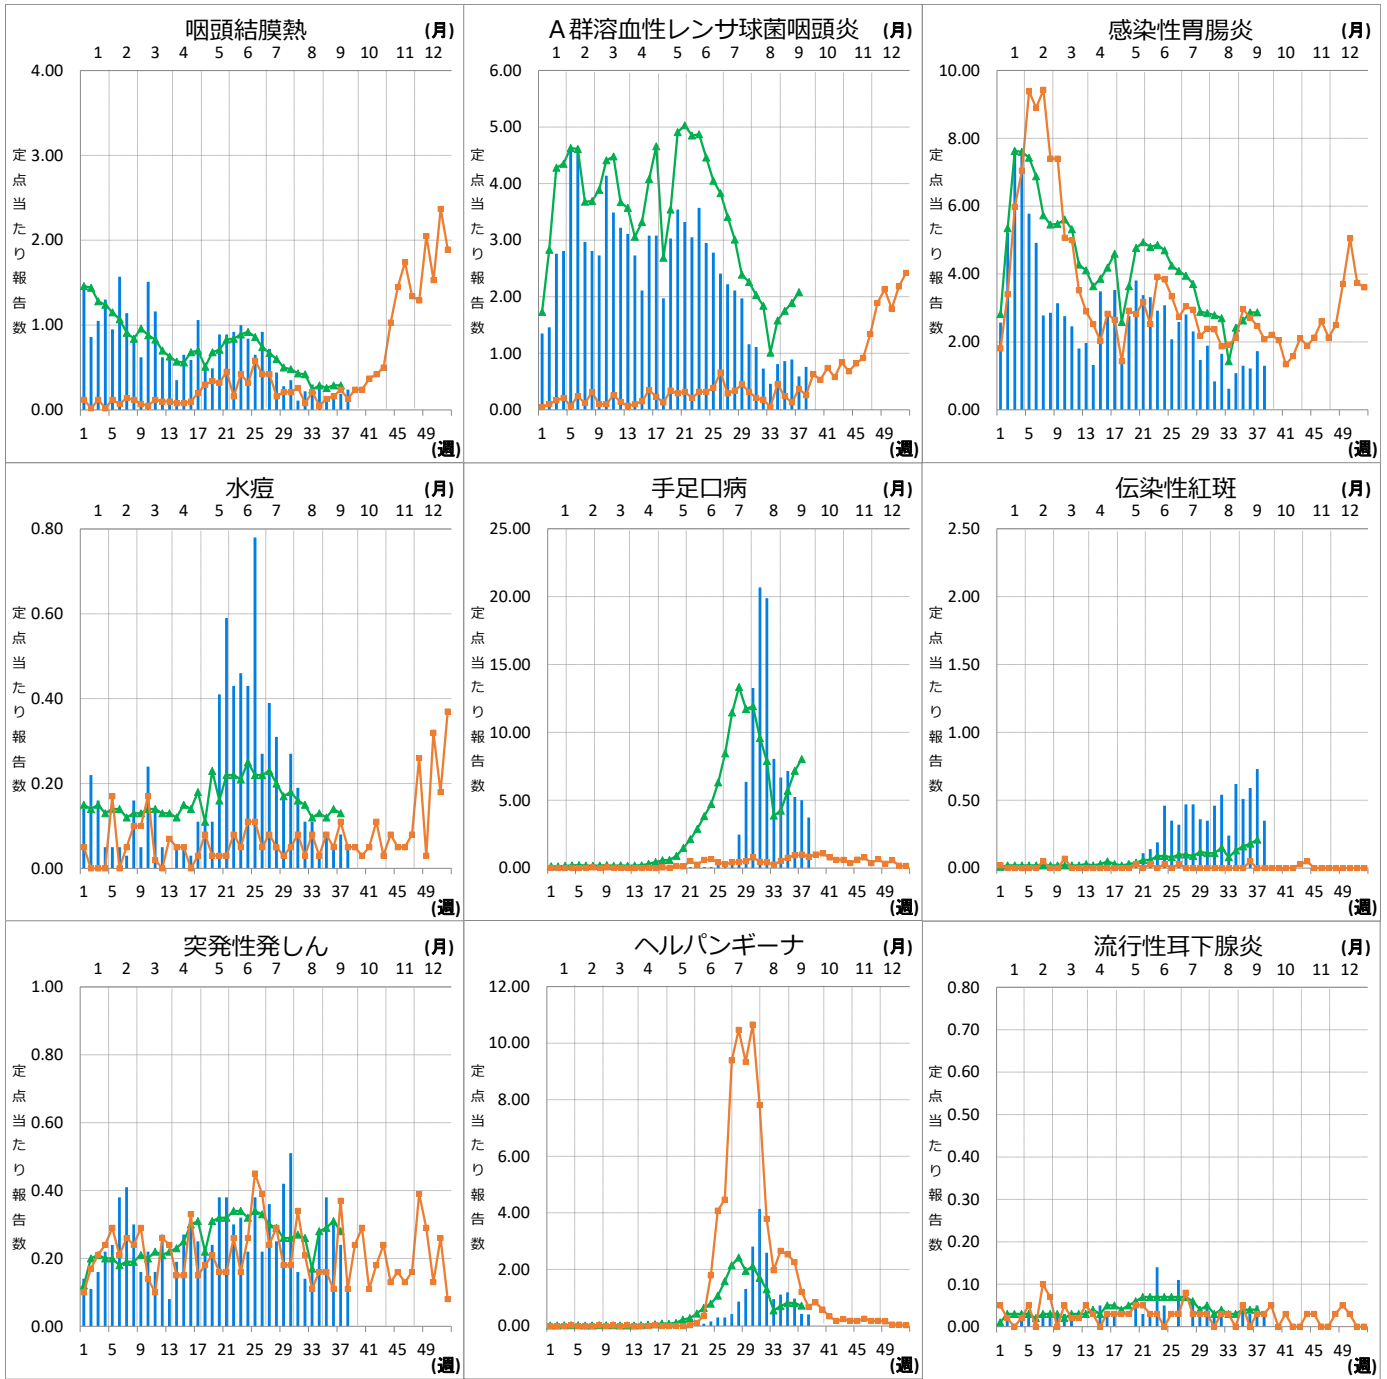 咽頭結膜熱 (月)
1 2 3 4 5 6 7 8 9 10 11 12
4.00
3.00
2.00
1.00
0.00
定点当たり報告数
1 5 9 13 17 21 25 29 33 37 41 45 49
(週)
A群溶血性レンサ球菌咽頭炎 (月)
1 2 3 4 5 6 7 8 9 10 11 12
6.00
5.00
4.00
3.00
2.00
1.00
0.00
定点当たり報告数
1 5 9 13 17 21 25 29 33 37 41 45 49
(週)
感染性胃腸炎 (月)
1 2 3 4 5 6 7 8 9 10 11 12
10.00
8.00
6.00
4.00
2.00
0.00
定点当たり報告数
1 5 9 13 17 21 25 29 33 37 41 45 49
(週)
水痘 (月)
1 2 3 4 5 6 7 8 9 10 11 12
0.80
0.60
0.40
0.20
0.00
定点当たり報告数
1 5 9 13 17 21 25 29 33 37 41 45 49
(週)
手足口病 (月)
1 2 3 4 5 6 7 8 9 10 11 12
25.00
20.00
15.00
10.00
5.00
0.00
定点当たり報告数
1 5 9 13 17 21 25 29 33 37 41 45 49
(週)
伝染性紅斑 (月)
1 2 3 4 5 6 7 8 9 10 11 12
2.50
2.00
1.50
1.00
0.50
0.00
定点当たり報告数
1 5 9 13 17 21 25 29 33 37 41 45 49
(週)
突発性発しん (月)
1 2 3 4 5 6 7 8 9 10 11 12
1.00
0.80
0.60
0.40
0.20
0.00
定点当たり報告数
1 5 9 13 17 21 25 29 33 37 41 45 49
(週)
ヘルパンギーナ (月)
1 2 3 4 5 6 7 8 9 10 11 12
12.00
10.00
8.00
6.00
4.00
2.00
0.00
定点当たり報告数
1 5 9 13 17 21 25 29 33 37 41 45 49
(週)
流行性耳下腺炎 (月)
1 2 3 4 5 6 7 8 9 10 11 12
0.80
0.70
0.60
0.50
0.40
0.30
0.20
0.10
0.00
定点当たり報告数
1 5 9 13 17 21 25 29 33 37 41 45 49
(週)